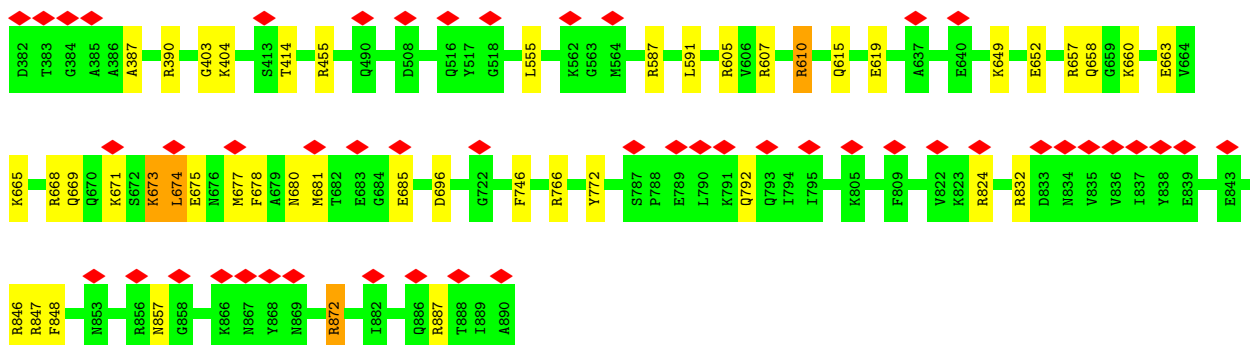 D382 T383 G384 A385 A386 A387 R390 G403 K404 S413 T414 R455 Q490 D508 Q516 Y517 G518 L555 K562 G563 M564 R587 L591 R605 V606 R607 R610 Q615 E619 A637 E640 K649 E652 R657 Q658 G659 K660 E663 V664
K665 R668 Q669 Q670 K671 S672 K673 L674 E675 N676 M677 F678 A679 N680 M681 T682 E683 G684 E685 D696 G722 F746 R766 Y772 S787 P788 E789 L790 K791 Q792 Q793 I794 I795 K805 F809 V822 K823 R824 R832 D833 N834 V835 V836 I837 Y838 E839 E843
R846 R847 F848 N853 R856 N857 G858 K866 N867 Y868 N869 R872 I882 Q886 R887 T888 I889 A890